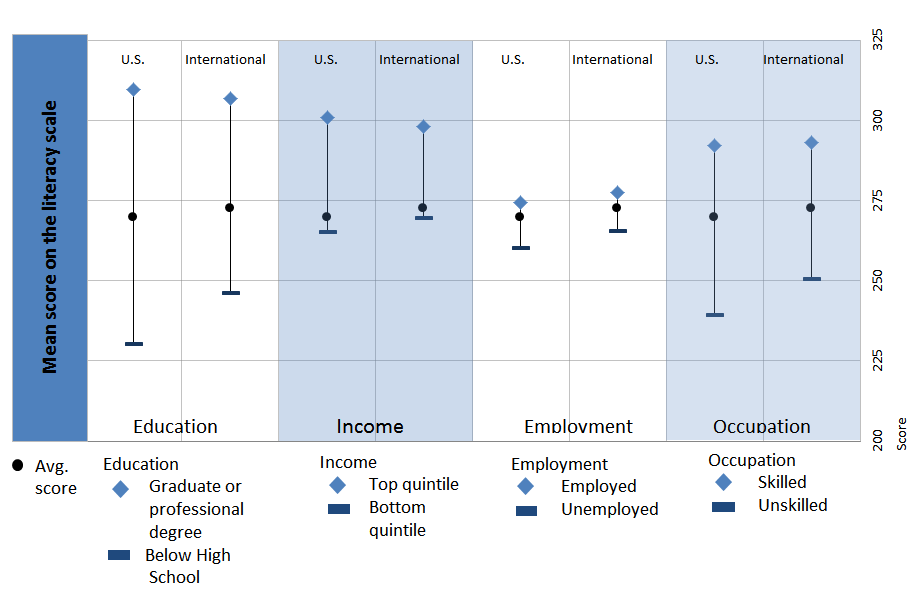 Mean score on the literacy scale
U.S. International U.S. International U.S. International U.S. International
325
300
275
250
225
200
Score
Education Income Employment Occupation
Avg.
score
Education
Graduate or
professional
degree
Below High
School
Income
Top quintile
Bottom
quintile
Employment
Employed
Unemployed
Occupation
Skilled
Unskilled